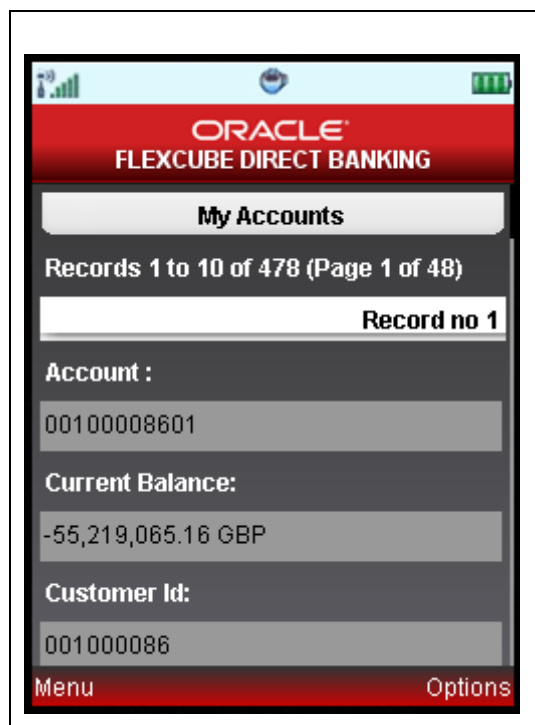 ORACLE
FLEXCUBE DIRECT BANKING
My Accounts
Records 1 to 10 of 478 (Page 1 of 48)
Record no 1
Account :
00100008601
Current Balance:
-55,219,065.16 GBP
Customer Id:
001000086
Menu Options